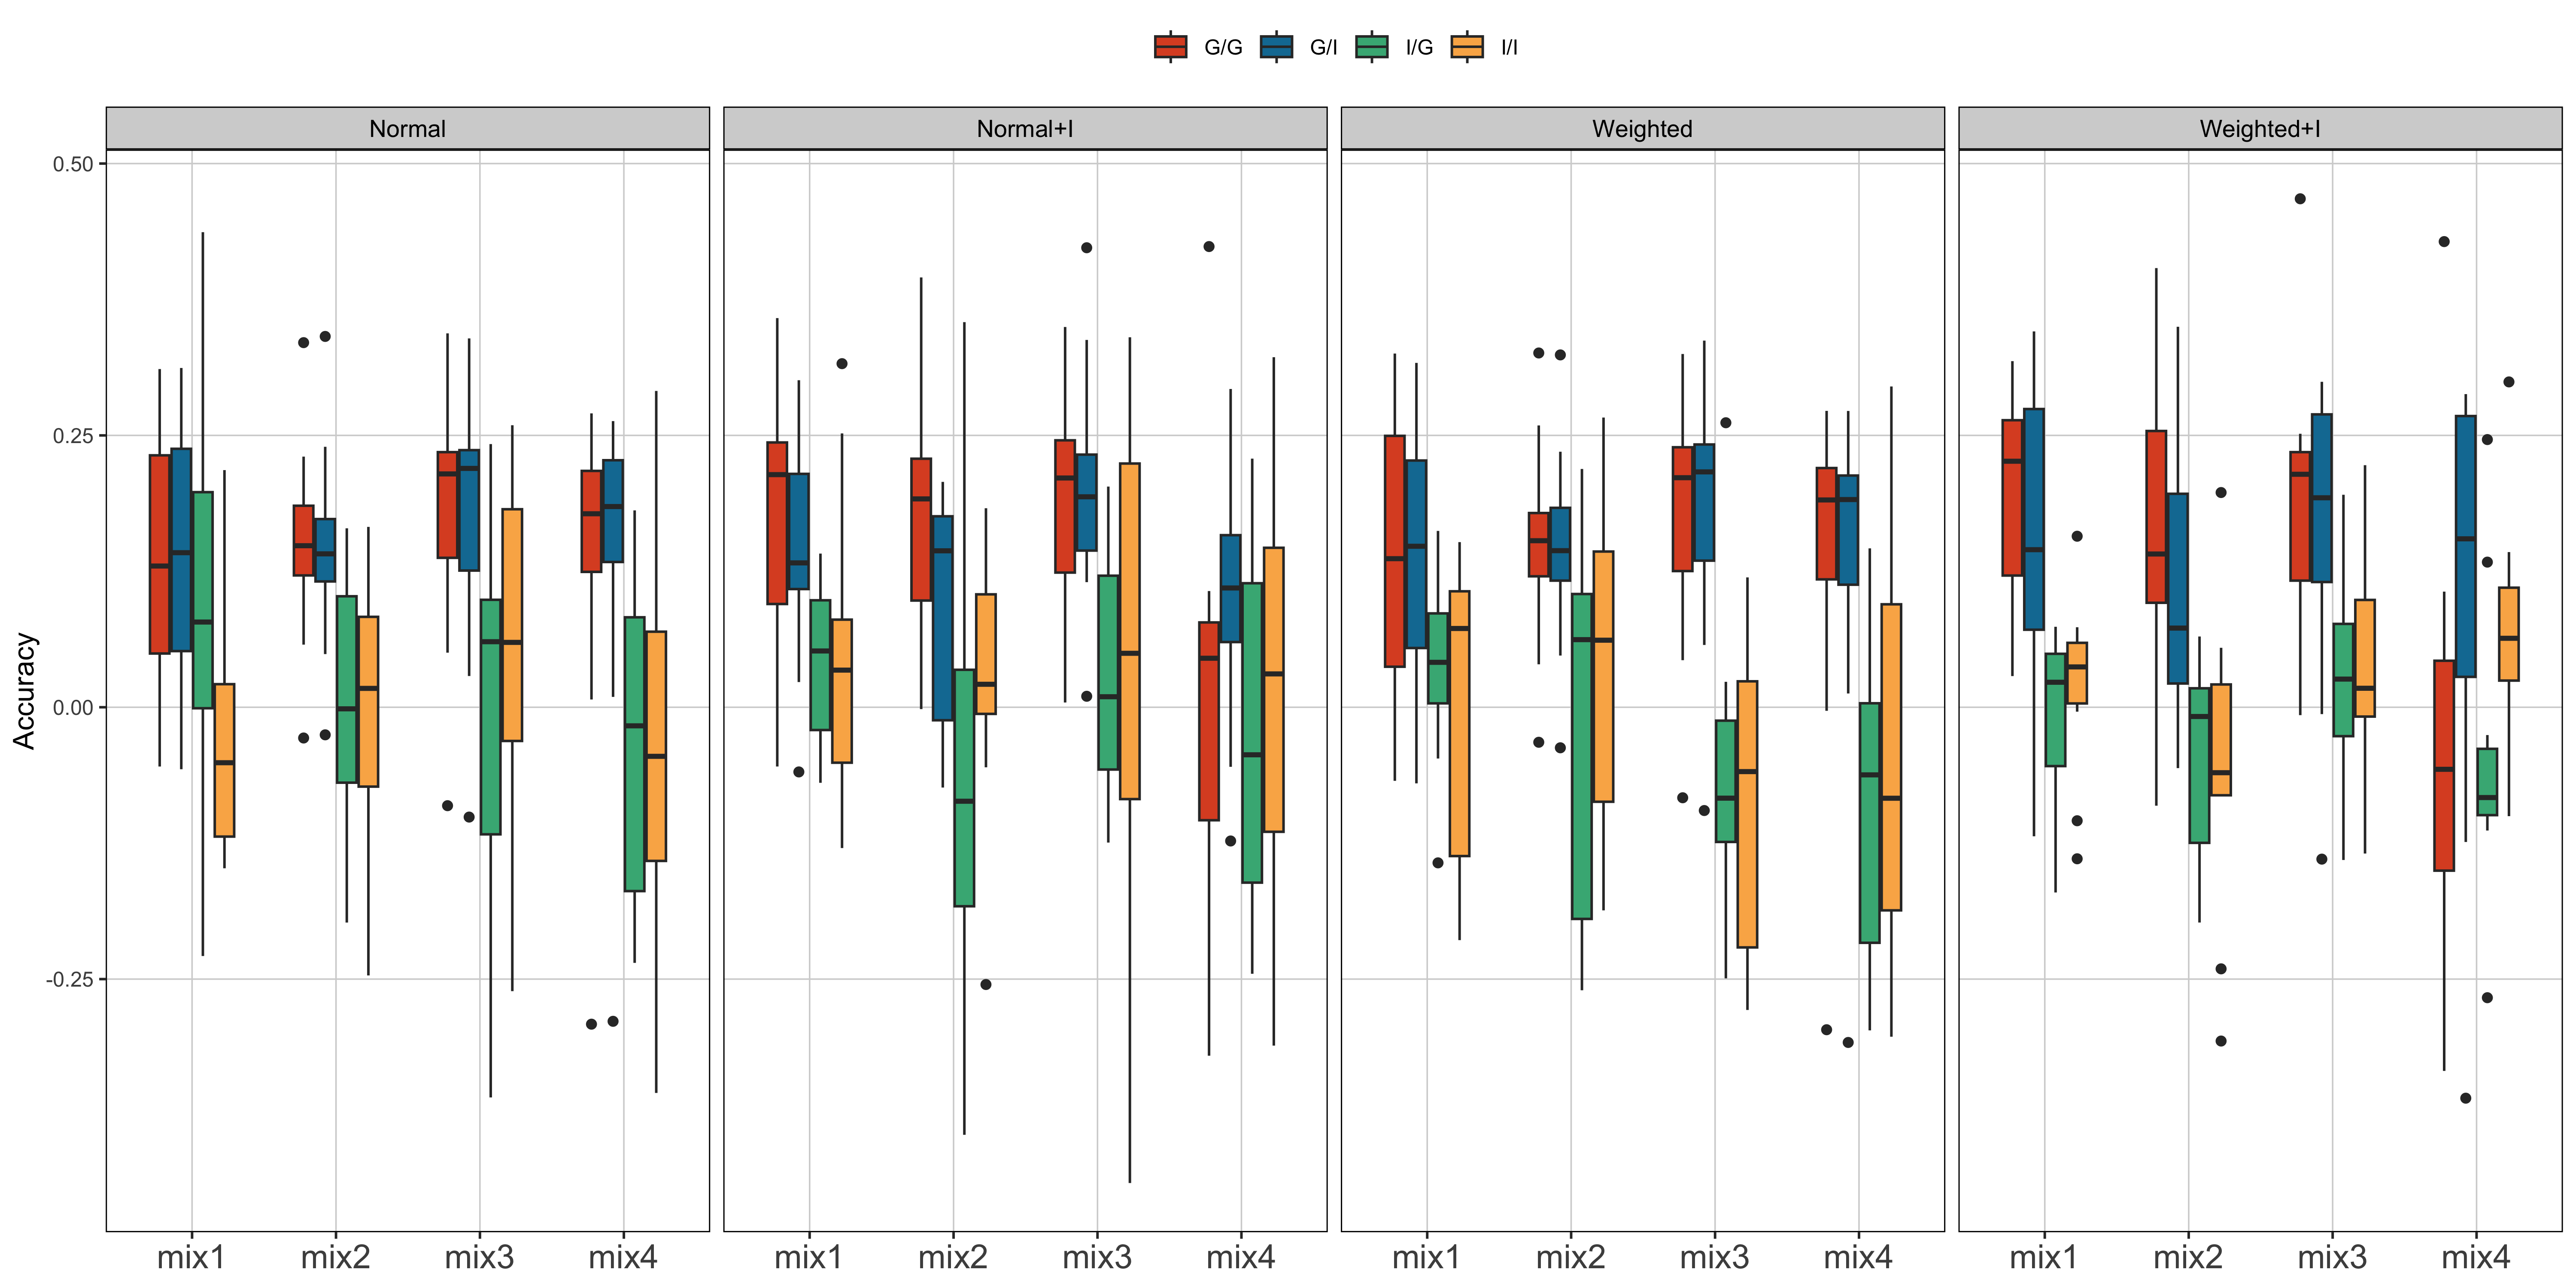 G/G G/I I/G I/I
Normal Normal+I Weighted Weighted+I
0.50
0.25
0.00
-0.25
Accuracy
mix1 mix2 mix3 mix4 mix1 mix2 mix3 mix4 mix1 mix2 mix3 mix4 mix1 mix2 mix3 mix4